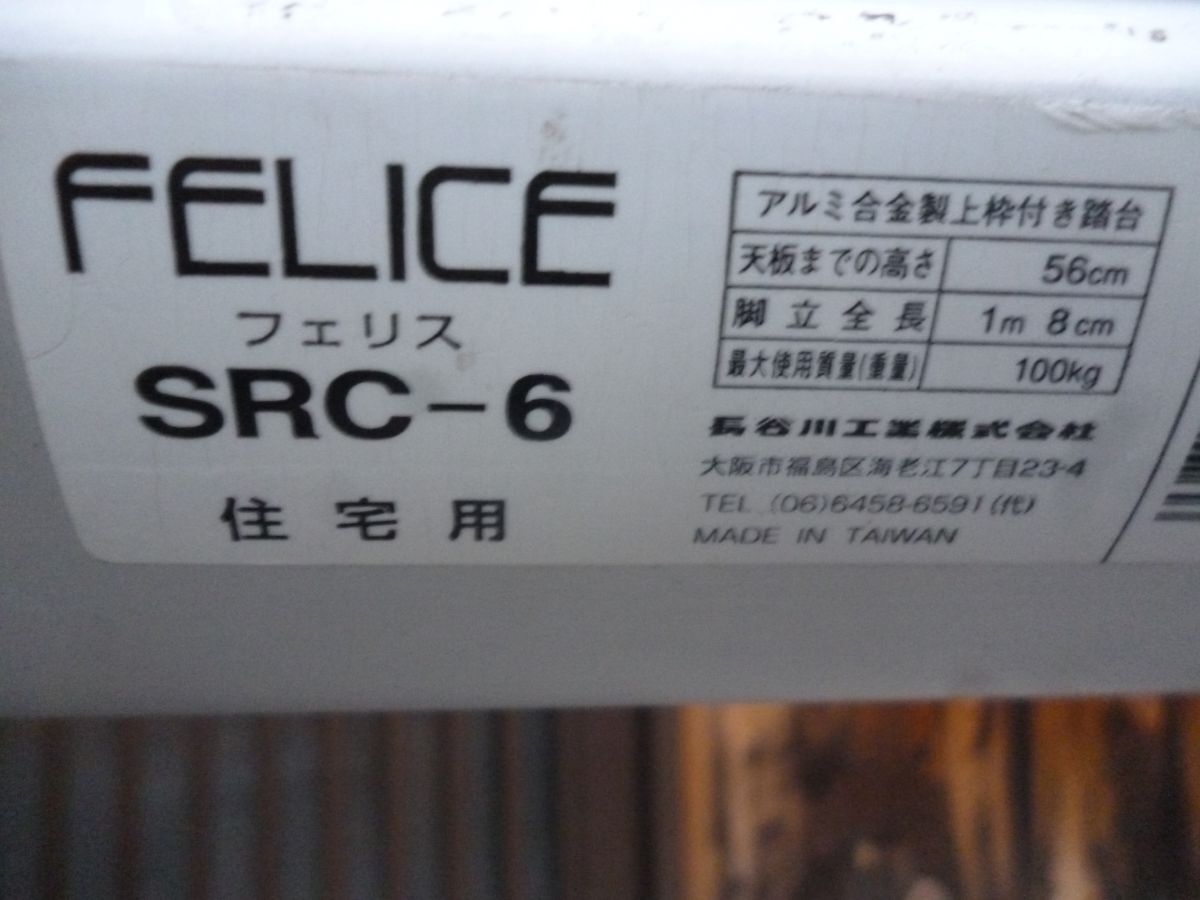 FELICE
フェリス
SRC-6
住宅用
アルミ合金製上枠付き踏台
天板までの高さ 56cm
脚立全長 1m 8cm
最大使用質量(重量) 100kg
長谷川工業株式会社
大阪市福島区海老江7丁目23-4
TEL (06)6458-6591(代)
MADE IN TAIWAN